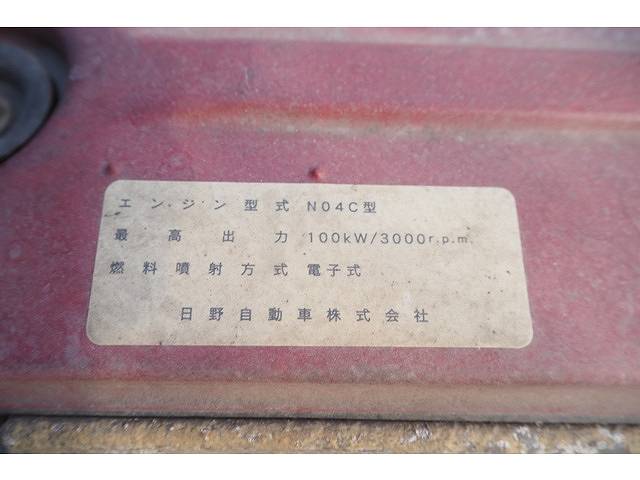 エンジン型式 N04C型
最高出力 100kW/3000r.p.m.
燃料噴射方式 電子式
日野自動車株式会社